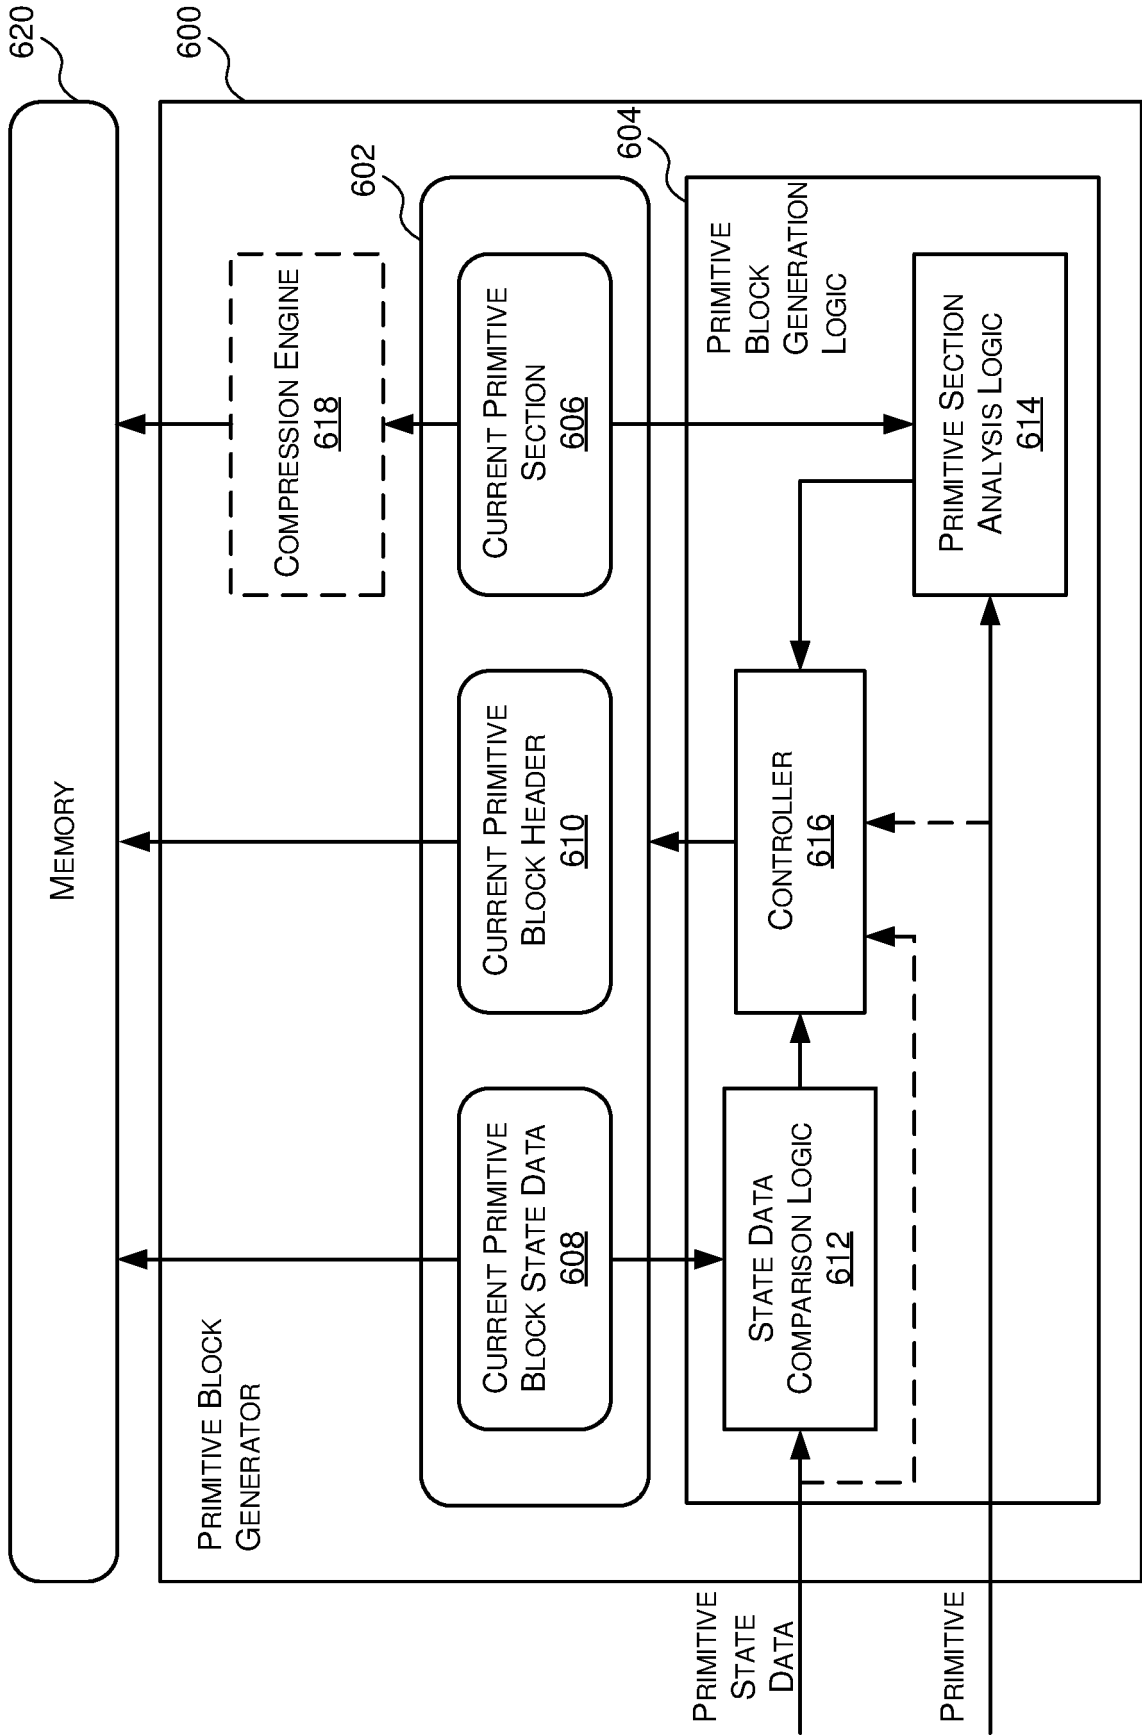 620
MEMORY
600
PRIMITIVE BLOCK
GENERATOR
COMPRESSION ENGINE
618
602
CURRENT PRIMITIVE
BLOCK STATE DATA
608
CURRENT PRIMITIVE
BLOCK HEADER
610
CURRENT PRIMITIVE
SECTION
606
604
PRIMITIVE
BLOCK
GENERATION
LOGIC
STATE DATA
COMPARISON LOGIC
612
CONTROLLER
616
PRIMITIVE SECTION
ANALYSIS LOGIC
614
PRIMITIVE
STATE
DATA
PRIMITIVE